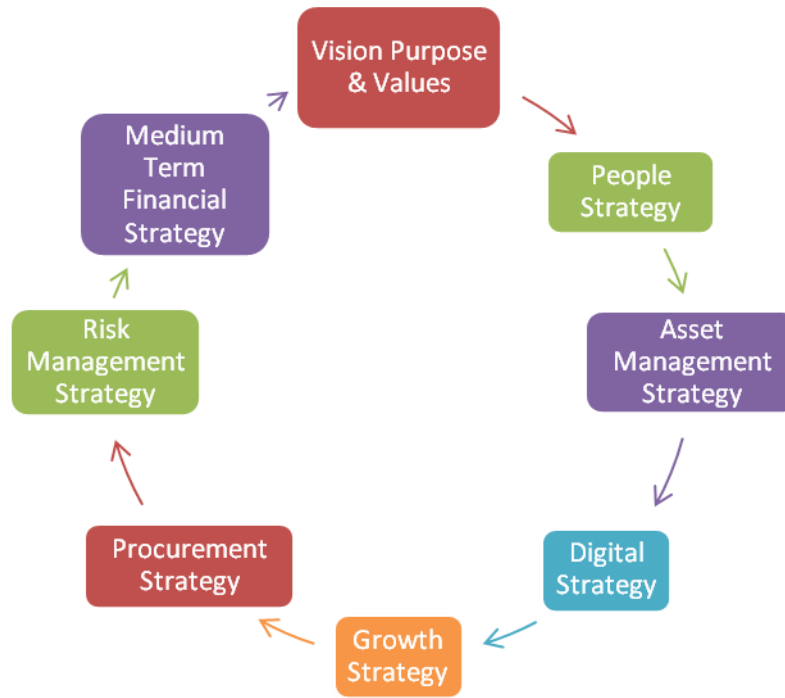 Vision Purpose
& Values
People
Strategy
Asset
Management
Strategy
Digital
Strategy
Growth
Strategy
Procurement
Strategy
Risk
Management
Strategy
Medium
Term
Financial
Strategy